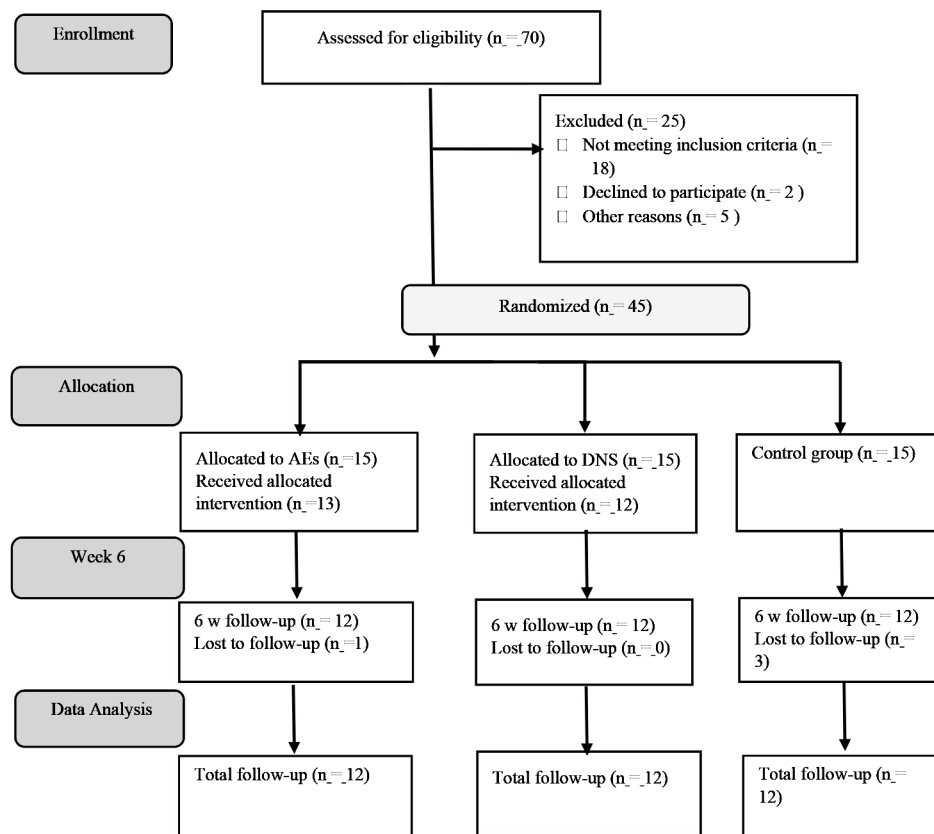 Enrollment
Assessed for eligibility (n_=_70)
Excluded (n_= 25)
☐ Not meeting inclusion criteria (n_=
18)
☐ Declined to participate (n_= 2 )
☐ Other reasons (n_= 5 )
Randomized (n_= 45)
Allocation
Allocated to AEs (n_=15)
Received allocated
intervention (n_=13)
Allocated to DNS (n_=_15)
Received allocated
intervention (n_=_12)
Control group (n_=_15)
Week 6
6 w follow-up (n_= 12)
Lost to follow-up (n_=1)
6 w follow-up (n_= 12)
Lost to follow-up (n_=_0)
6 w follow-up (n_= 12)
Lost to follow-up (n_=
3)
Data Analysis
Total follow-up (n_=_12)
Total follow-up (n_=_12)
Total follow-up (n_=
12)